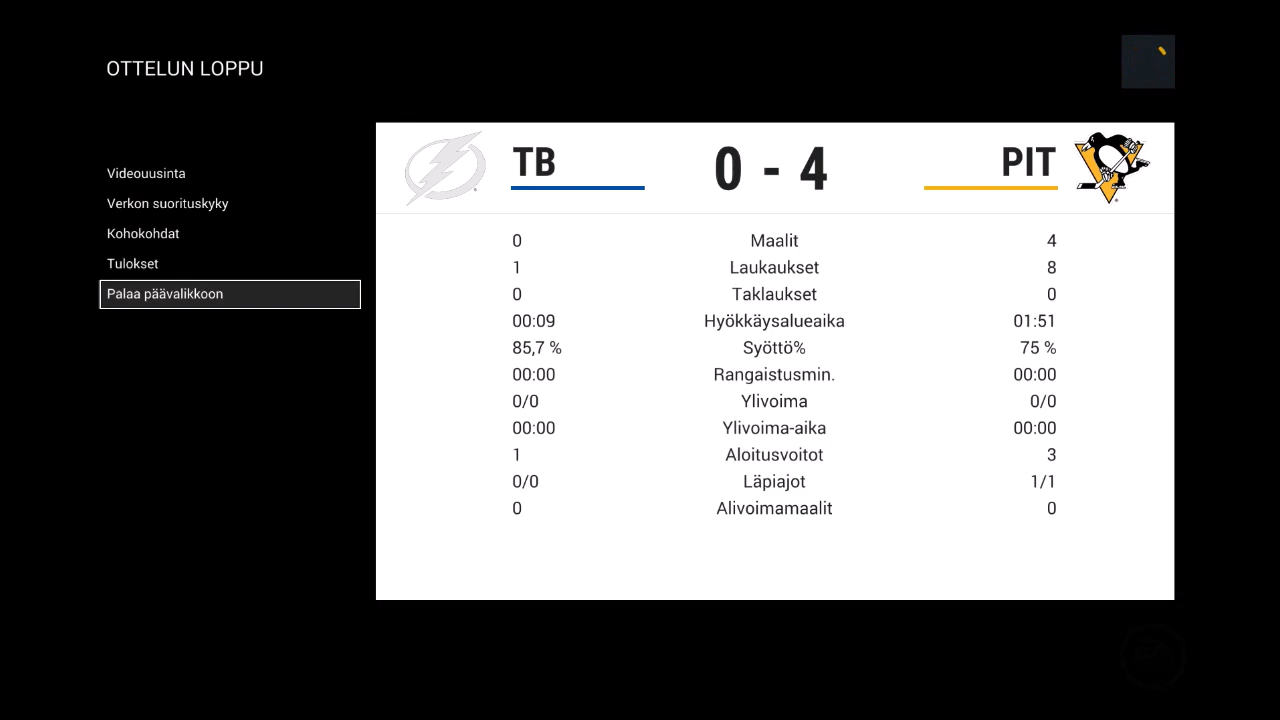 OTTELUN LOPPU
Videouusinta
Verkon suorituskyky
Kohokohdat
Tulokset
Palaa päävalikkoon
TB 0 - 4 PIT
0 Maalit 4
1 Laukaukset 8
0 Taklaukset 0
00:09 Hyökkäysalueaika 01:51
85,7 % Syöttö% 75 %
00:00 Rangaistusmin. 00:00
0/0 Ylivoima 0/0
00:00 Ylivoima-aika 00:00
1 Aloitusvoitot 3
0/0 Läpiajot 1/1
0 Alivoimamaalit 0